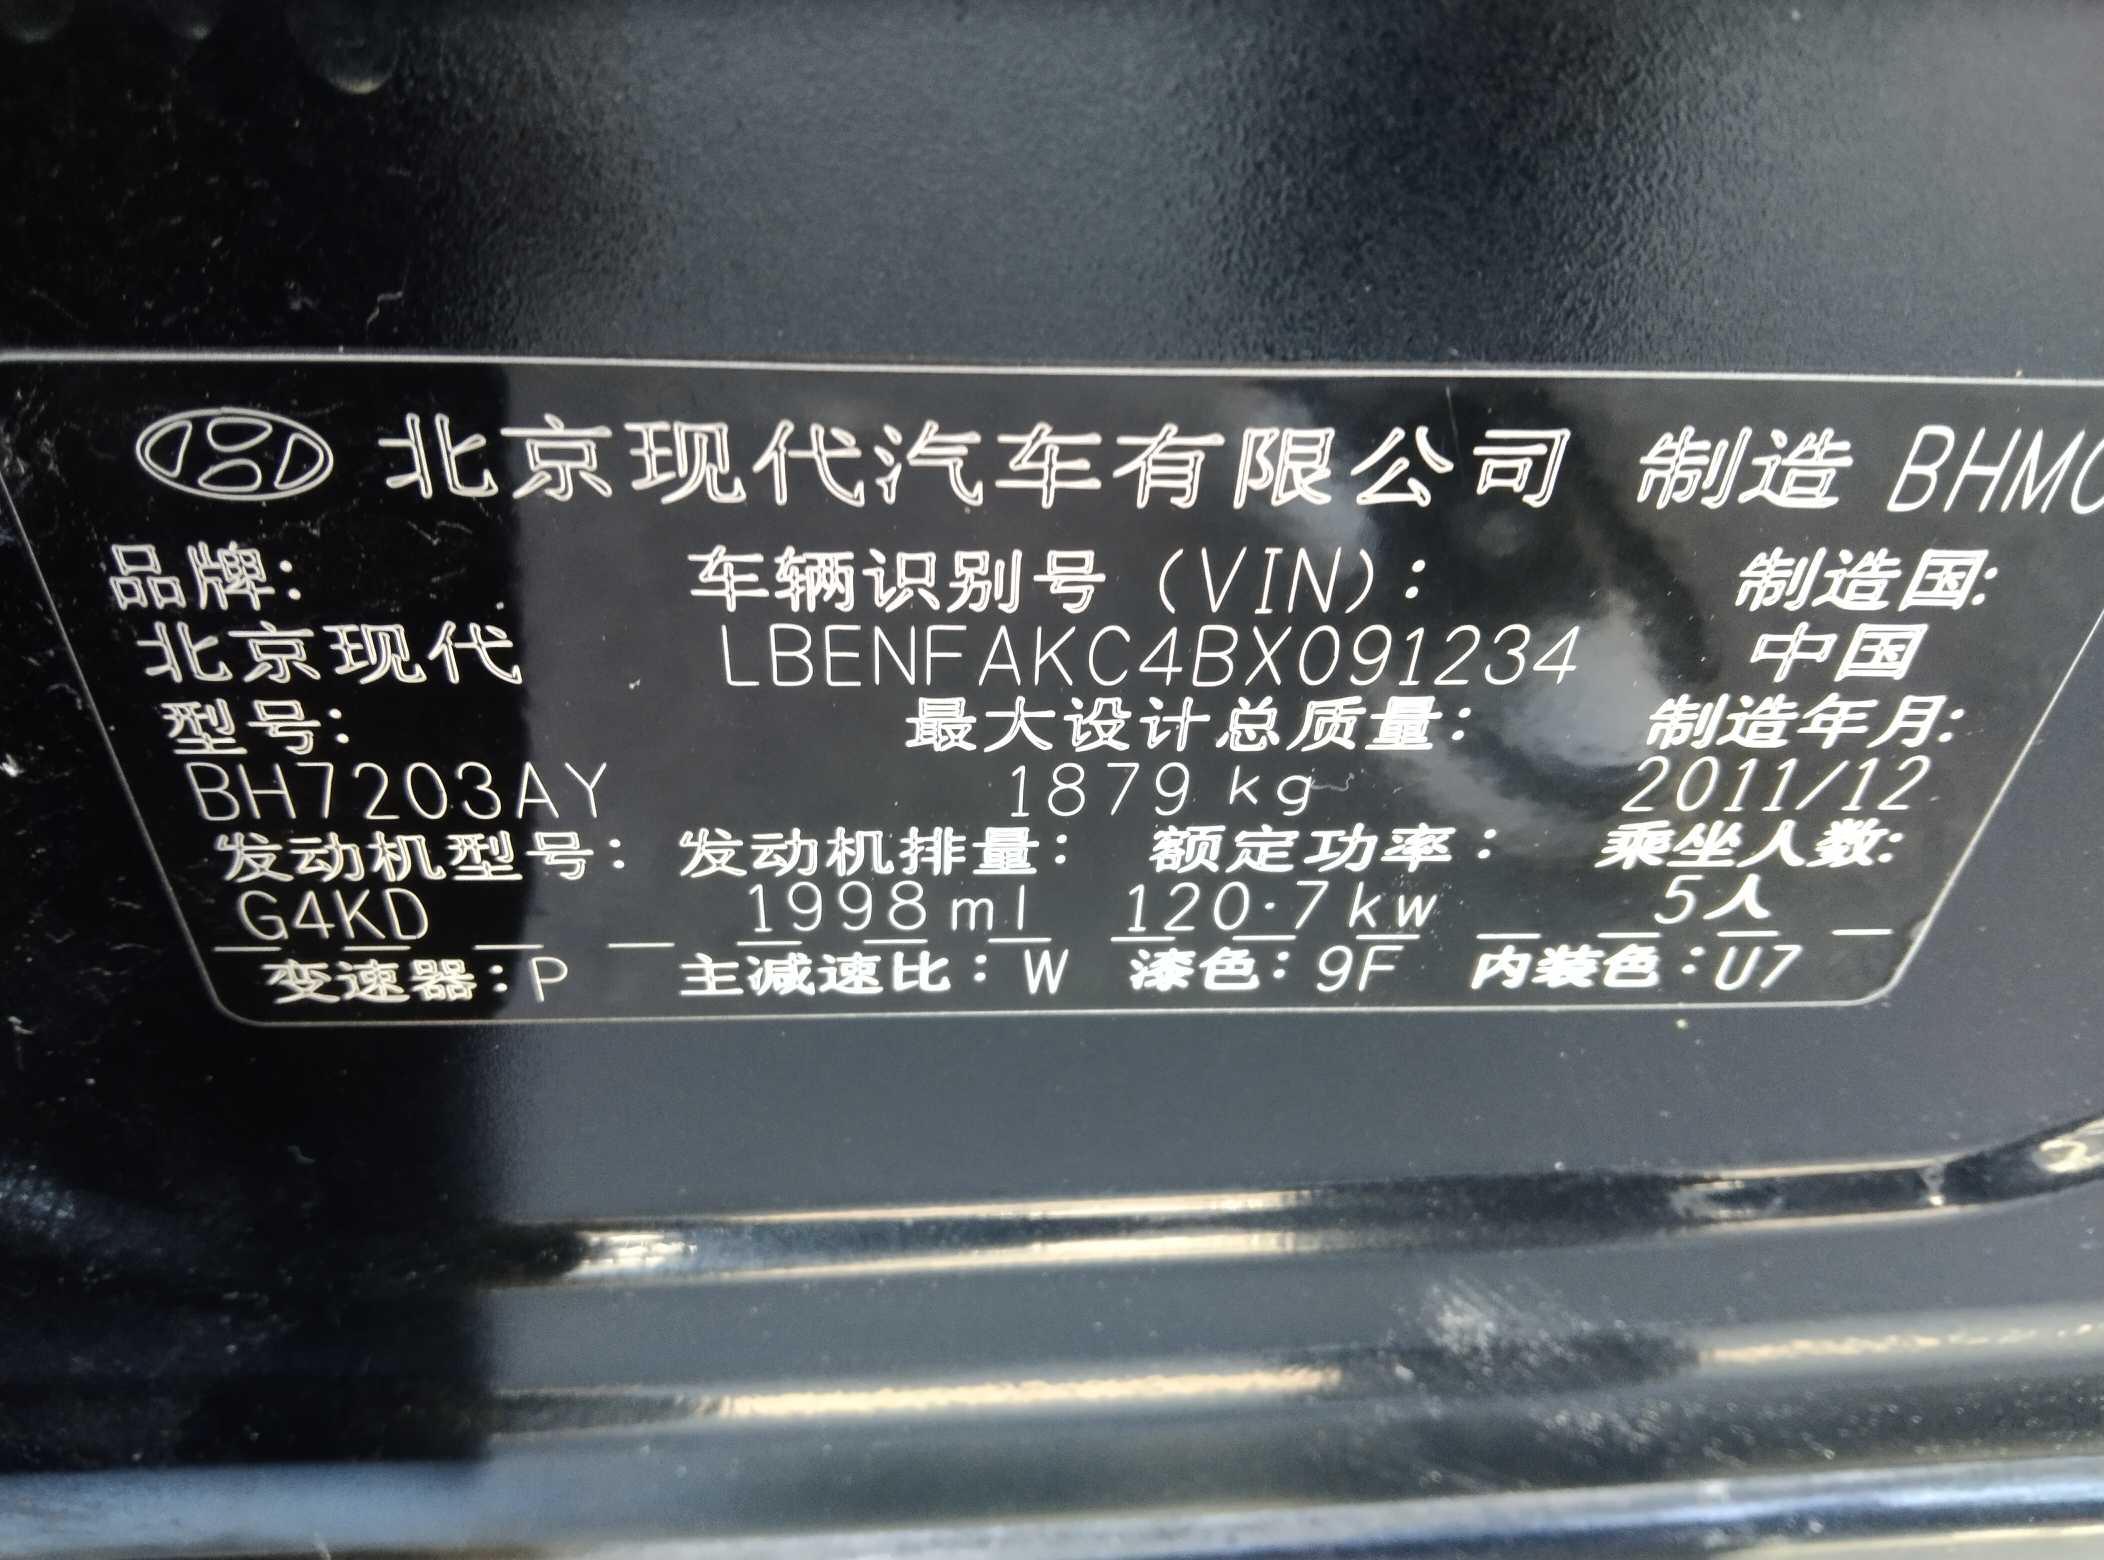 北京现代汽车有限公司 制造 BHMC
品牌: 车辆识别号 (VIN): 制造国:
北京现代 LBENFAKC4BX091234 中国
型号: 最大设计总质量: 制造年月:
BH7203AY 1879 kg 2011/12
发动机型号: 发动机排量: 额定功率: 乘坐人数:
G4KD 1998 ml 120.7 kw 5人
变速器:P 主减速比:W 漆色:9F 内装色:U7